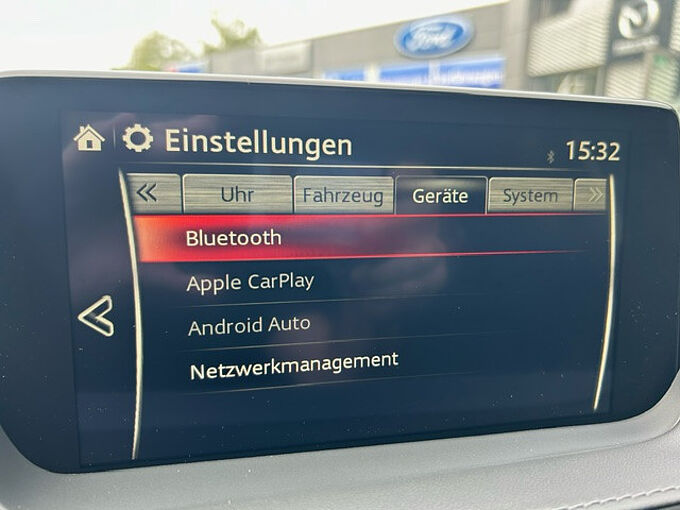 Ford
Einstellungen
15:32
Uhr
Fahrzeug
Geräte
System
Bluetooth
Apple CarPlay
Android Auto
Netzwerkmanagement